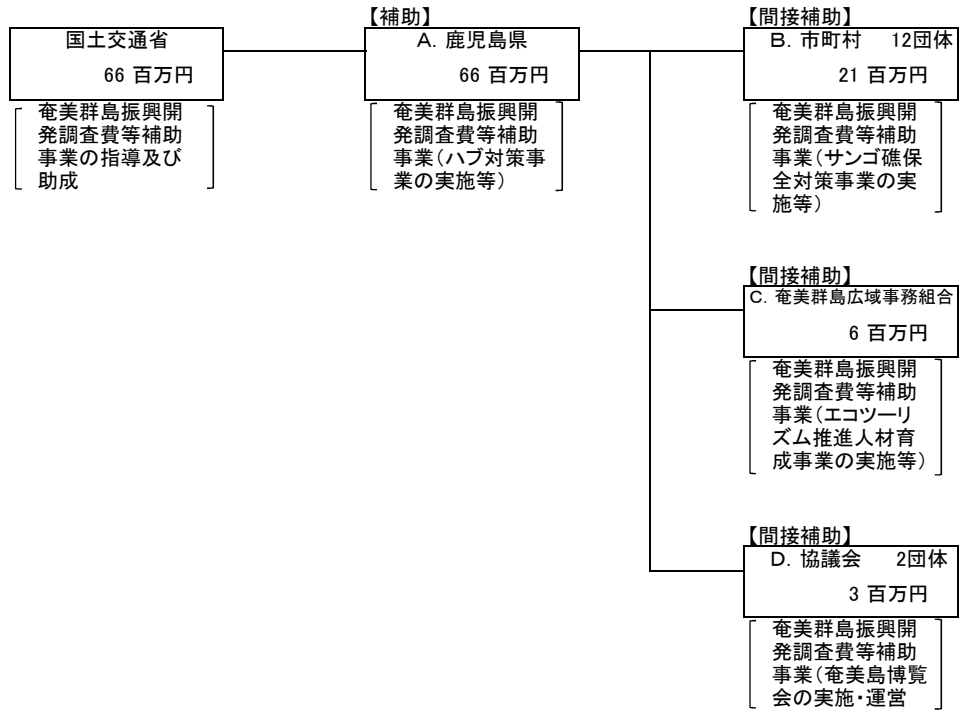 国土交通省
66 百万円
奄美群島振興開
発調査費等補助
事業の指導及び
助成
【補助】
A. 鹿児島県
66 百万円
奄美群島振興開
発調査費等補助
事業(ハブ対策事
業の実施等)
【間接補助】
B. 市町村 12団体
21 百万円
奄美群島振興開
発調査費等補助
事業(サンゴ礁保
全対策事業の実
施等)
【間接補助】
C. 奄美群島広域事務組合
6 百万円
奄美群島振興開
発調査費等補助
事業(エコツーリ
ズム推進人材育
成事業の実施等)
【間接補助】
D. 協議会 2団体
3 百万円
奄美群島振興開
発調査費等補助
事業(奄美島博覧
会の実施・運営